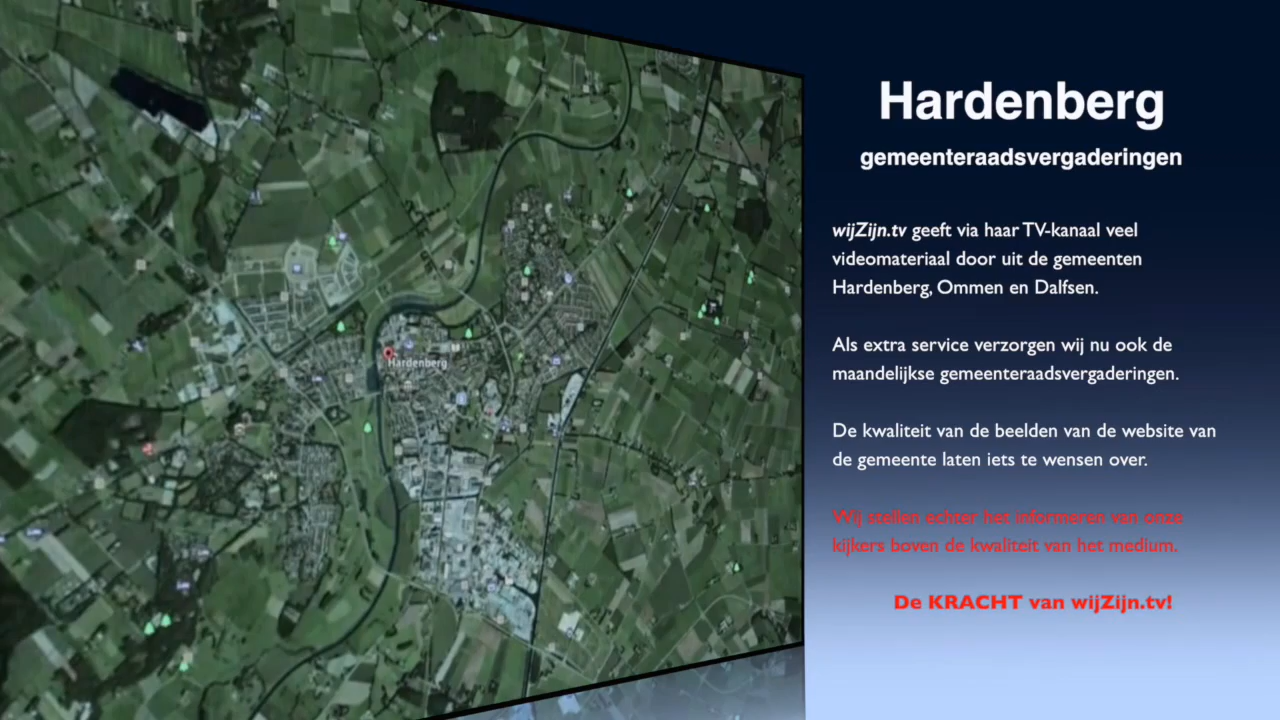 Hardenberg
gemeenteraadsvergaderingen
wijZijn.tv geeft via haar TV-kanaal veel
videomateriaal door uit de gemeenten
Hardenberg, Ommen en Dalfsen.
Als extra service verzorgen wij nu ook de
maandelijkse gemeenteraadsvergaderingen.
De kwaliteit van de beelden van de website van
de gemeente laten iets te wensen over.
Wij stellen echter het informeren van onze
kijkers boven de kwaliteit van het medium.
De KRACHT van wijZijn.tv!
Hardenberg